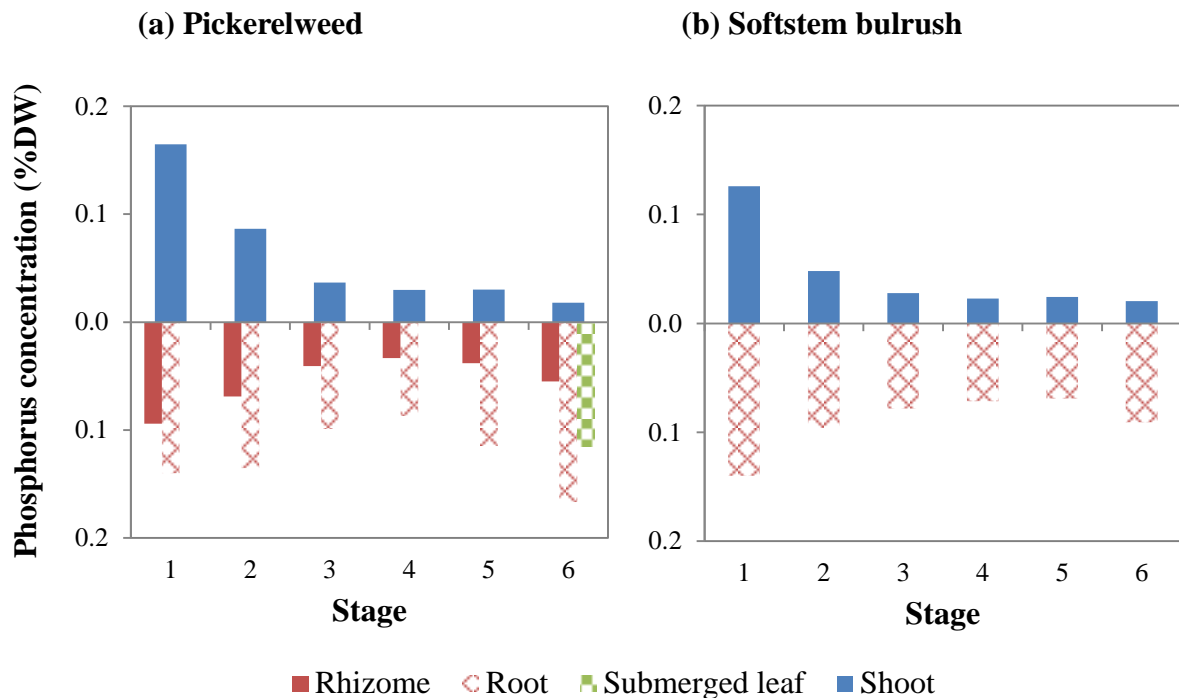 (a) Pickerelweed
(b) Softstem bulrush
Phosphorus concentration (%DW)
0.2
0.1
0.0
0.1
0.2
1 2 3 4 5 6
Stage
0.2
0.1
0.0
0.1
0.2
1 2 3 4 5 6
Stage
Rhizome Root Submerged leaf Shoot